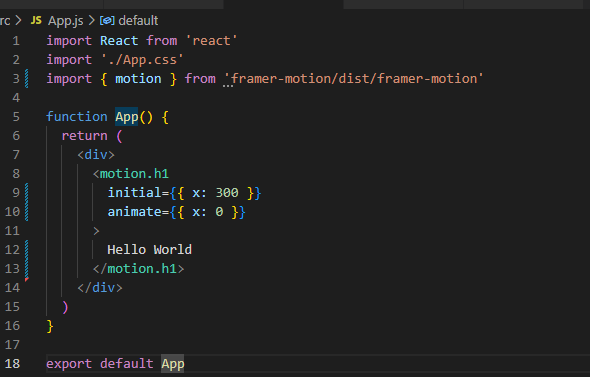 rc > JS App.js > default
1 import React from 'react'
2 import './App.css'
3 import { motion } from 'framer-motion/dist/framer-motion'
4
5 function App() {
6   return (
7     <div>
8       <motion.h1
9         initial={{ x: 300 }}
10         animate={{ x: 0 }}
11       >
12         Hello World
13       </motion.h1>
14     </div>
15   )
16 }
17
18 export default App